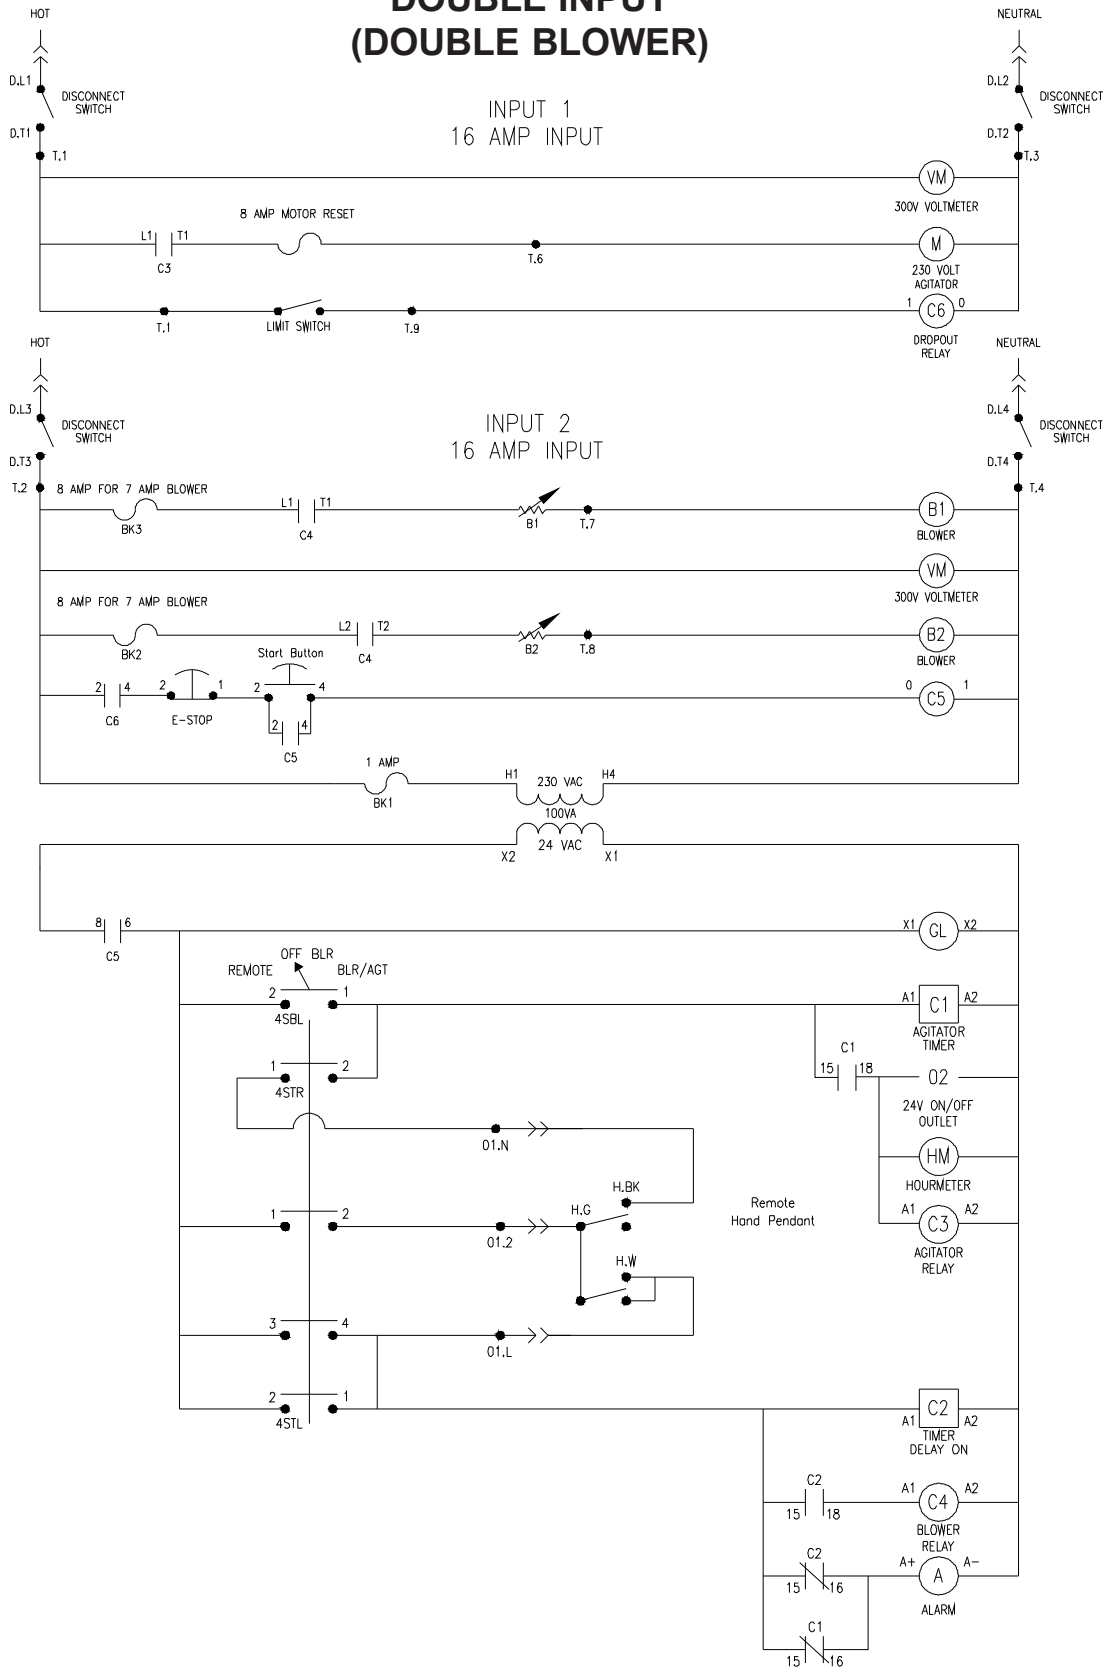 DOUBLE INPUT
(DOUBLE BLOWER)
HOT
NEUTRAL
D.L1
DISCONNECT
SWITCH
D.T1
T.1
INPUT 1
16 AMP INPUT
D.L2
DISCONNECT
SWITCH
D.T2
T.3
VM
300V VOLTMETER
8 AMP MOTOR RESET
L1
T1
C3
T.6
M
230 VOLT
AGITATOR
T.1
LIMIT SWITCH
T.9
1
C6
0
DROPOUT
RELAY
HOT
NEUTRAL
D.L3
DISCONNECT
SWITCH
D.T3
T.2
INPUT 2
16 AMP INPUT
D.L4
DISCONNECT
SWITCH
D.T4
T.4
8 AMP FOR 7 AMP BLOWER
BK3
L1
T1
C4
B1
T.7
B1
BLOWER
VM
300V VOLTMETER
8 AMP FOR 7 AMP BLOWER
BK2
L2
T2
C4
B2
T.8
B2
BLOWER
2
4
C6
2
1
E-STOP
Start Button
2
4
2
4
C5
0
C5
1
1 AMP
BK1
H1
230 VAC
H4
100VA
X2
24 VAC
X1
8
6
C5
X1
GL
X2
OFF BLR
REMOTE
BLR/AGT
2
1
4SBL
A1
C1
A2
AGITATOR
TIMER
1
2
4STR
C1
15
18
O2
24V ON/OFF
OUTLET
01.N
HM
HOURMETER
H.BK
H.G
Remote
Hand Pendant
1
2
01.2
A1
C3
A2
AGITATOR
RELAY
H.W
3
4
01.L
2
1
4STL
A1
C2
A2
TIMER
DELAY ON
C2
15
18
A1
C4
A2
BLOWER
RELAY
C2
15
16
A+
A
A-
ALARM
C1
15
16